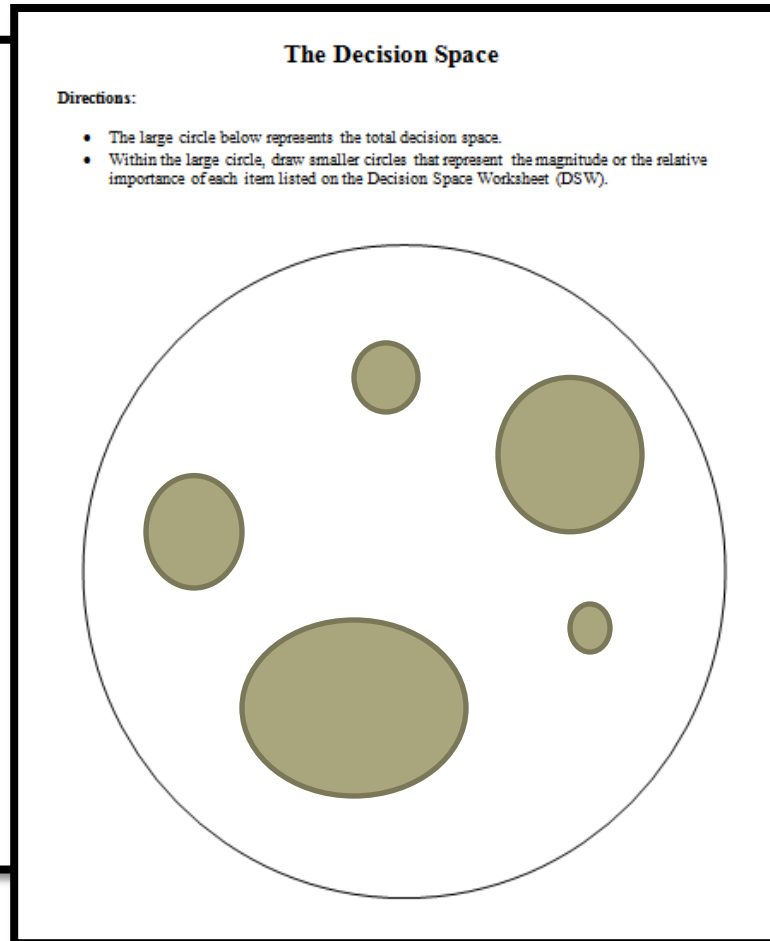 The Decision Space
Directions:
• The large circle below represents the total decision space.
• Within the large circle, draw smaller circles that represent the magnitude or the relative
importance of each item listed on the Decision Space Worksheet (DSW).